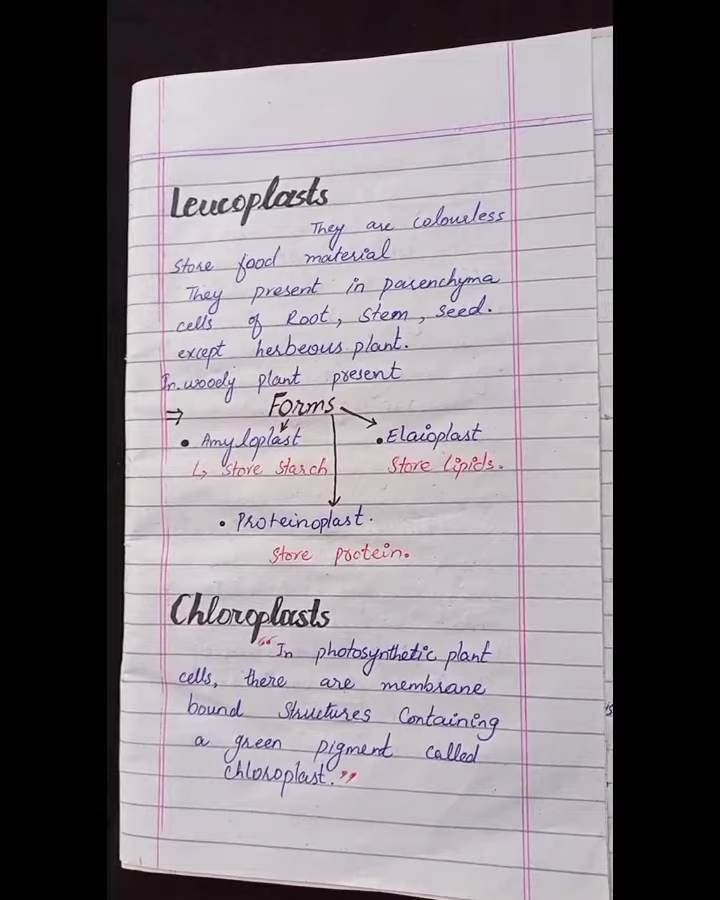 Leucoplasts
They are colouless
Store food material
They present in parenchyma
cells of Root, Stem, seed.
except herbeous plant.
In woody plant present
⇒ Forms
• Amyloplast • Elaioplast
↳ Store Starch Store Lipids.
• Proteinoplast.
Store protein.
Chloroplasts
"In photosynthetic plant
cells, there are membrane
bound structures Containing
a green pigment called
chloroplast."